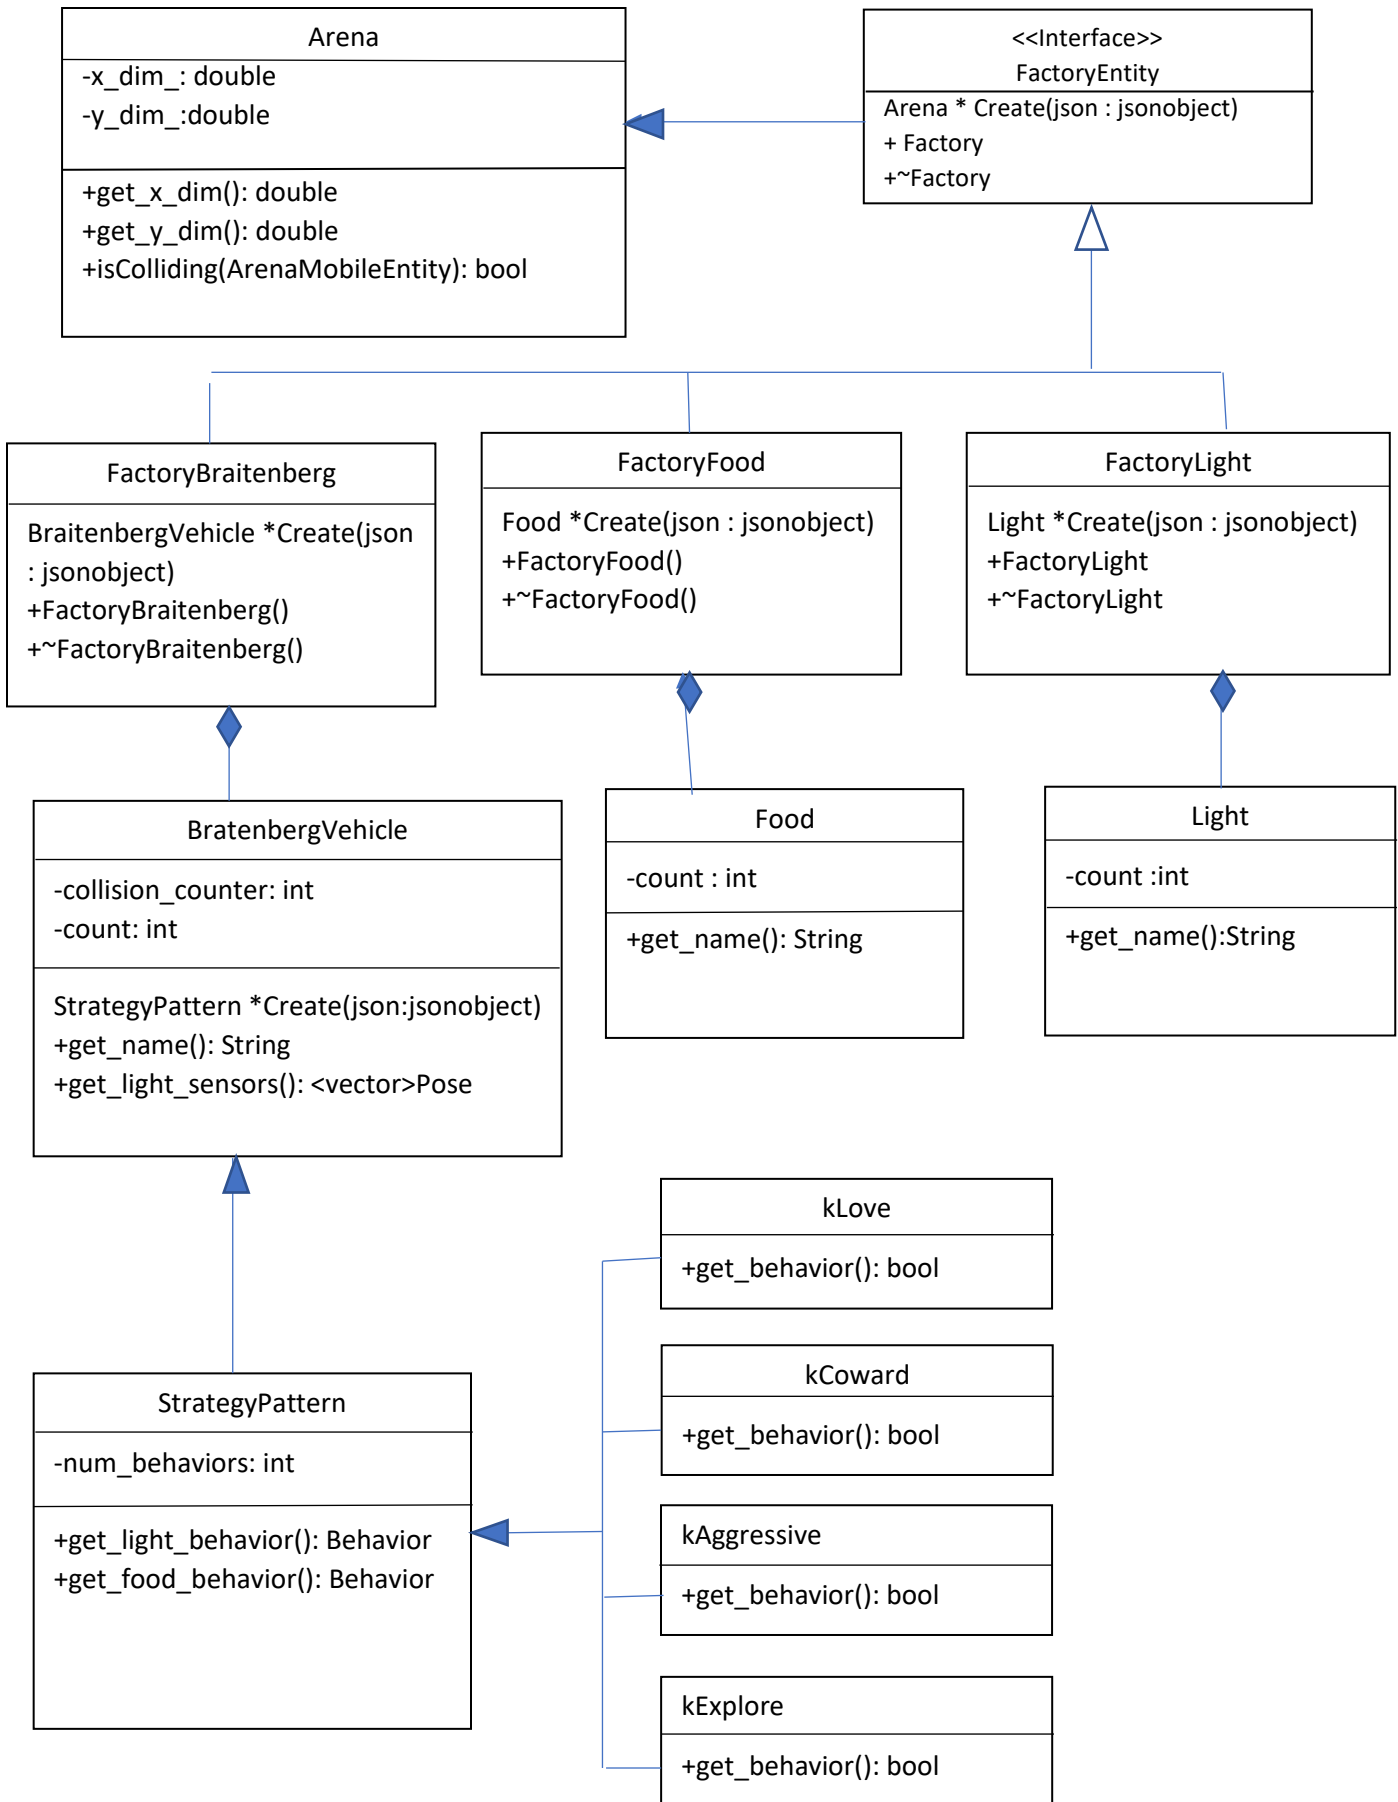 Arena
-x_dim_: double
-y_dim_:double
+get_x_dim(): double
+get_y_dim(): double
+isColliding(ArenaMobileEntity): bool
<<Interface>>
FactoryEntity
Arena * Create(json : jsonobject)
+ Factory
+~Factory
FactoryBraitenberg
BraitenbergVehicle *Create(json
: jsonobject)
+FactoryBraitenberg()
+~FactoryBraitenberg()
FactoryFood
Food *Create(json : jsonobject)
+FactoryFood()
+~FactoryFood()
FactoryLight
Light *Create(json : jsonobject)
+FactoryLight
+~FactoryLight
BratenbergVehicle
-collision_counter: int
-count: int
StrategyPattern *Create(json:jsonobject)
+get_name(): String
+get_light_sensors(): <vector>Pose
Food
-count : int
+get_name(): String
Light
-count :int
+get_name():String
StrategyPattern
-num_behaviors: int
+get_light_behavior(): Behavior
+get_food_behavior(): Behavior
kLove
+get_behavior(): bool
kCoward
+get_behavior(): bool
kAggressive
+get_behavior(): bool
kExplore
+get_behavior(): bool